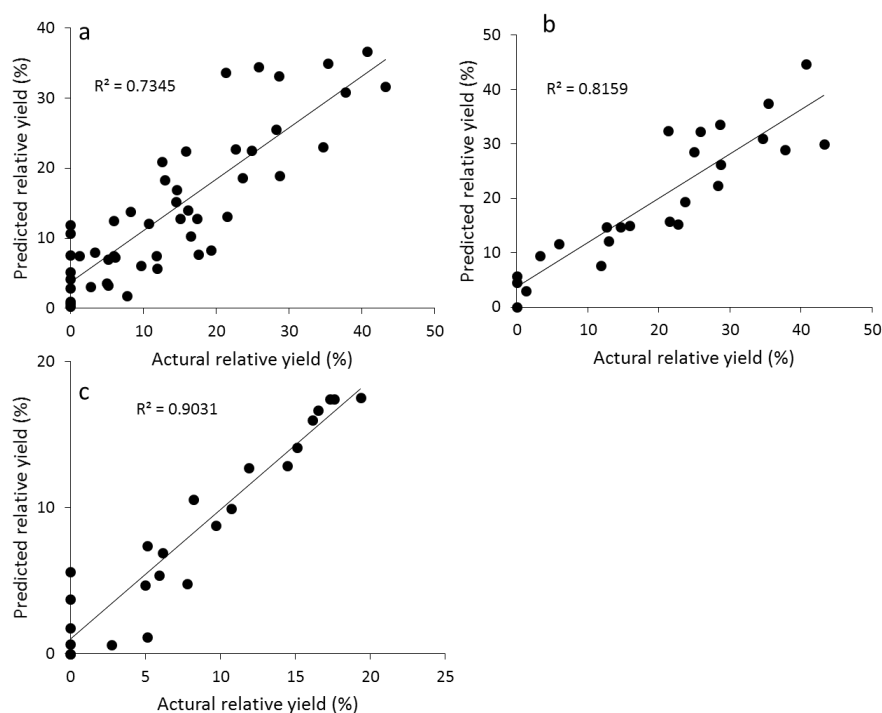 a
R² = 0.7345
Predicted relative yield (%)
40
30
20
10
0
0 10 20 30 40 50
Actural relative yield (%)
b
R² = 0.8159
Predicted relative yield (%)
50
40
30
20
10
0
0 10 20 30 40 50
Actural relative yield (%)
c
R² = 0.9031
Predicted relative yield (%)
20
10
0
0 5 10 15 20 25
Actural relative yield (%)